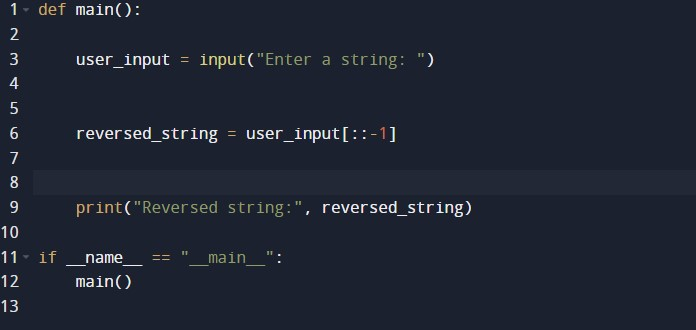 1 def main():
2
3     user_input = input("Enter a string: ")
4
5
6     reversed_string = user_input[::-1]
7
8
9     print("Reversed string:", reversed_string)
10
11 if __name__ == "__main__":
12     main()
13